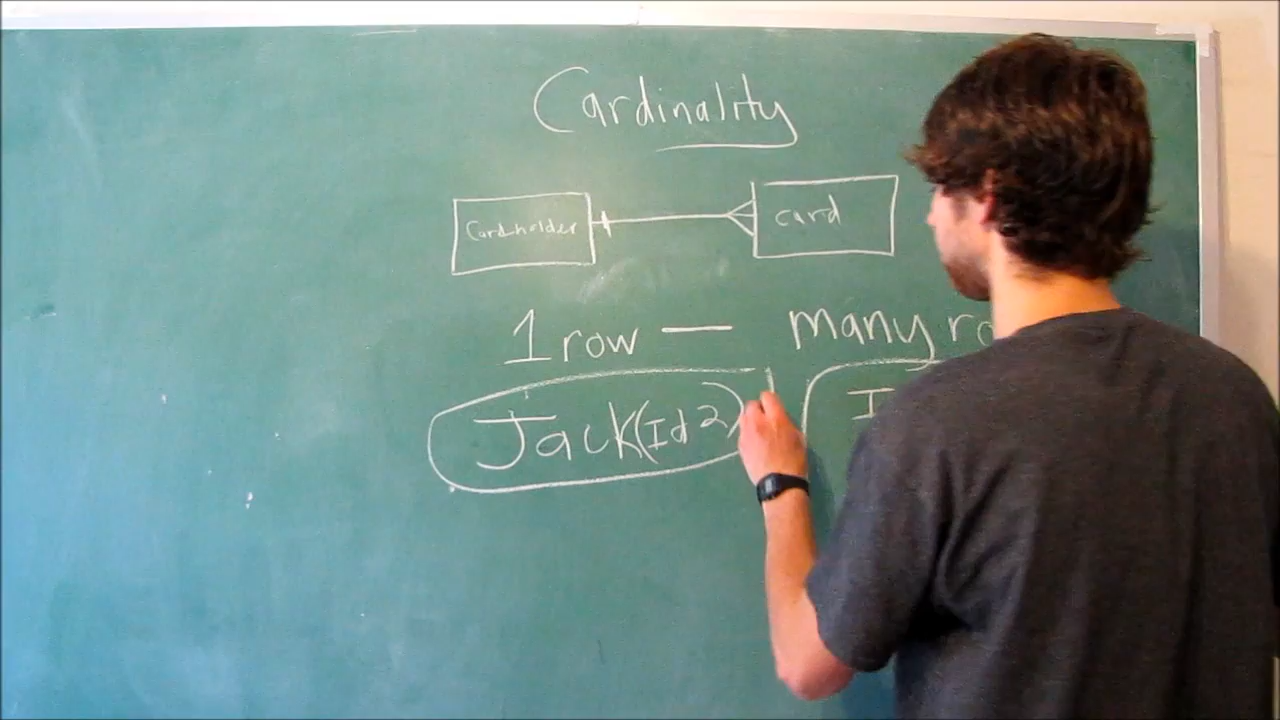 Cardinality
Cardholder card
1 row — many ro
Jack (Id 2) I